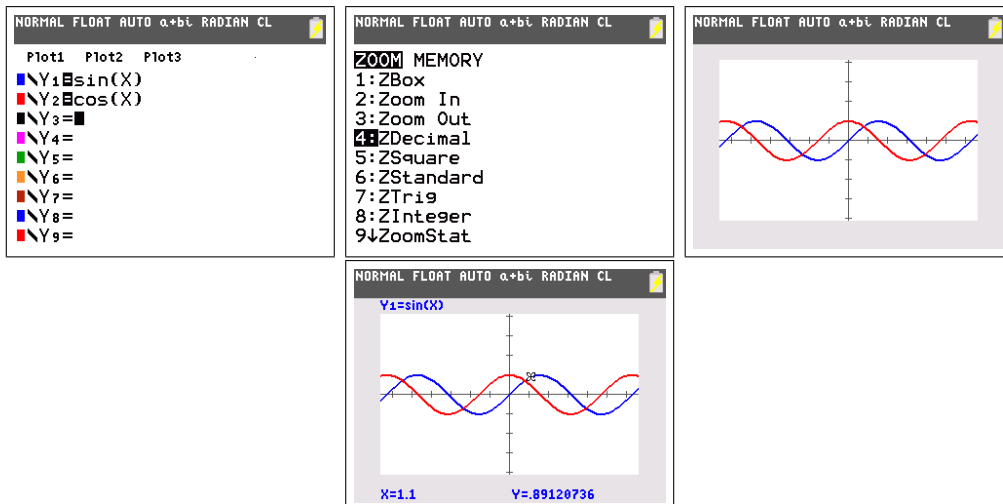 NORMAL FLOAT AUTO a+bi RADIAN CL
Plot1 Plot2 Plot3
\Y₁=sin(X)
\Y₂=cos(X)
\Y₃=
\Y₄=
\Y₅=
\Y₆=
\Y₇=
\Y₈=
\Y₉=
NORMAL FLOAT AUTO a+bi RADIAN CL
ZOOM MEMORY
1:ZBox
2:Zoom In
3:Zoom Out
4:ZDecimal
5:ZSquare
6:ZStandard
7:ZTrig
8:ZInteger
9↓ZoomStat
NORMAL FLOAT AUTO a+bi RADIAN CL
NORMAL FLOAT AUTO a+bi RADIAN CL
Y₁=sin(X)
X=1.1 Y=.89120736